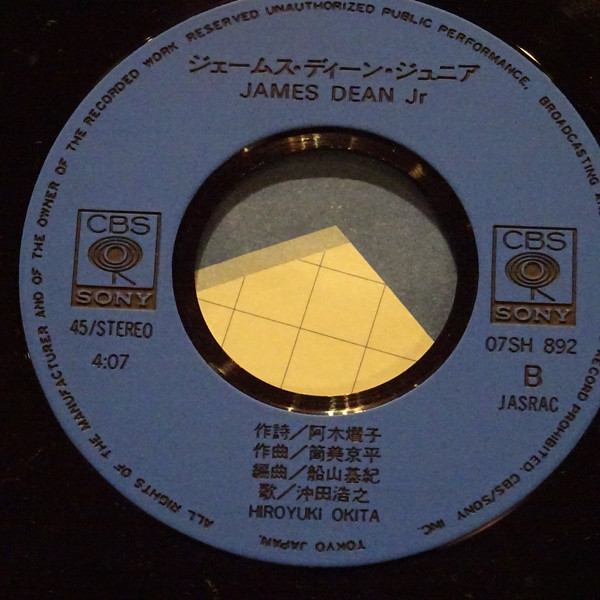 ジェームス・ディーン・ジュニア
JAMES DEAN Jr
CBS
SONY
45/STEREO
4:07
CBS
SONY
07SH 892
B
JASRAC
作詩／阿木燿子
作曲／筒美京平
編曲／船山基紀
歌／沖田浩之
HIROYUKI OKITA
ALL RIGHTS OF THE MANUFACTURER AND OF THE OWNER OF THE RECORDED WORK RESERVED UNAUTHORIZED PUBLIC PERFORMANCE, BROADCASTING AND
RECORD PROHIBITED. CBS/SONY INC.
TOKYO JAPAN.